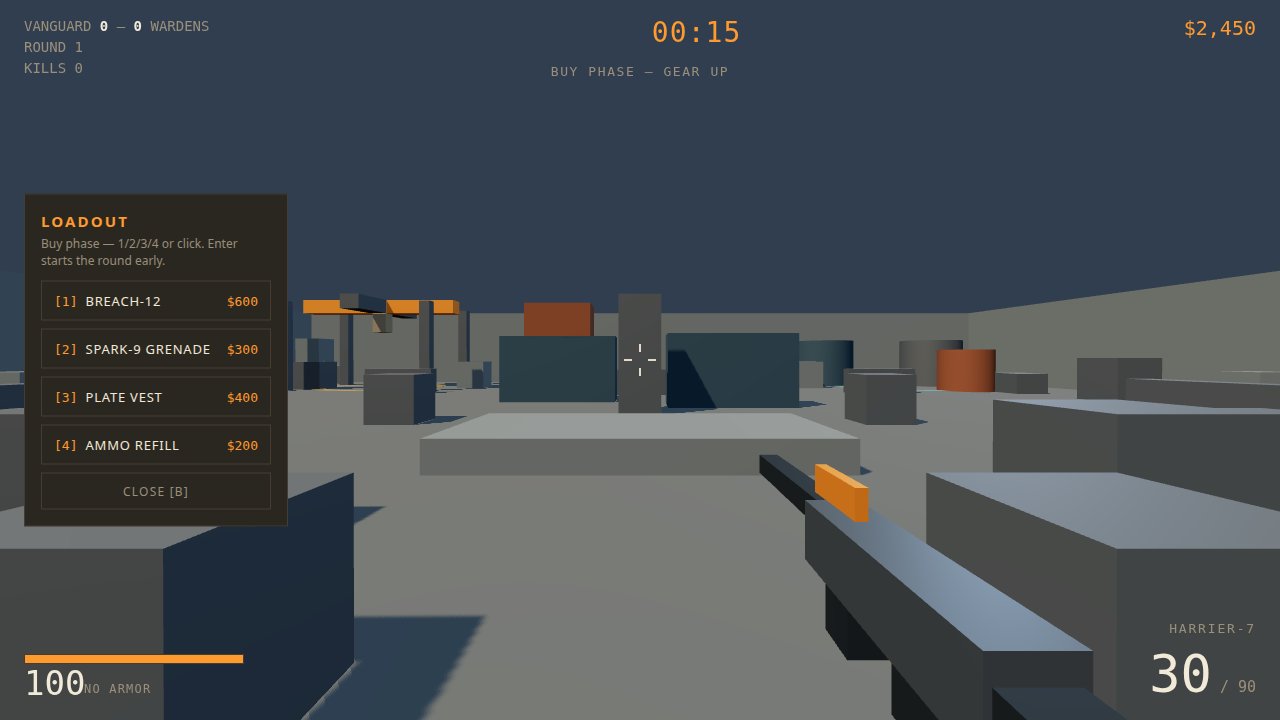 VANGUARD 0 — 0 WARDENS
ROUND 1
KILLS 0
00:15
BUY PHASE — GEAR UP
$2,450
LOADOUT
Buy phase — 1/2/3/4 or click. Enter
starts the round early.
[1] BREACH-12 $600
[2] SPARK-9 GRENADE $300
[3] PLATE VEST $400
[4] AMMO REFILL $200
CLOSE [B]
100 NO ARMOR
HARRIER-7
30 / 90